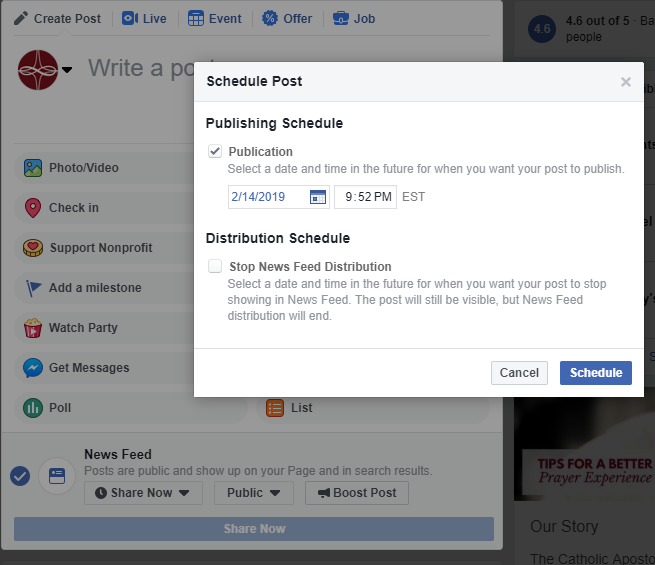 Create Post Live Event Offer Job
4.6 4.6 out of 5 · Ba
people
Write a po
Schedule Post
Publishing Schedule
Publication
Select a date and time in the future for when you want your post to publish.
2/14/2019 9:52 PM EST
Distribution Schedule
Stop News Feed Distribution
Select a date and time in the future for when you want your post to stop
showing in News Feed. The post will still be visible, but News Feed
distribution will end.
Cancel Schedule
Photo/Video
Check in
Support Nonprofit
Add a milestone
Watch Party
Get Messages
Poll List
News Feed
Posts are public and show up on your Page and in search results.
Share Now Public Boost Post
Share Now
TIPS FOR A BETTER
Prayer Experience
Our Story
The Catholic Aposto